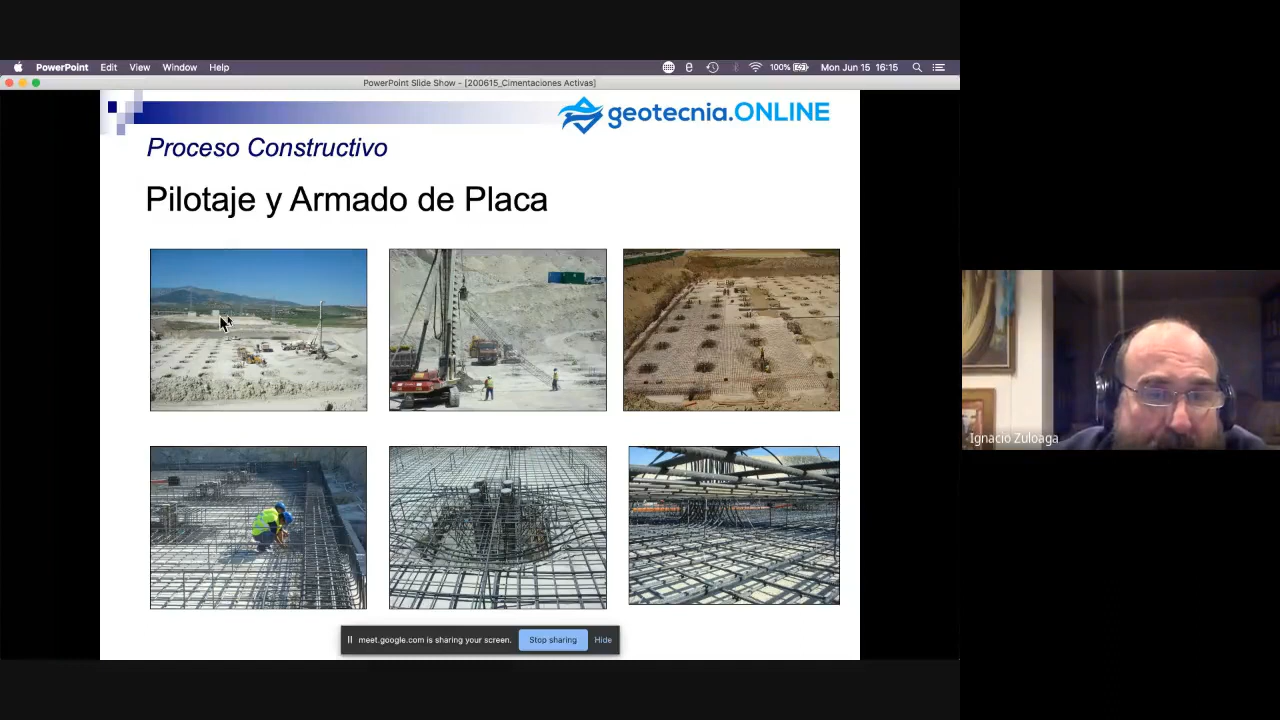 PowerPoint Edit View Window Help 100% Mon Jun 15 16:15
PowerPoint Slide Show - [200615_Cimentaciones Activas]
geotecnia.ONLINE
Proceso Constructivo
Pilotaje y Armado de Placa
Ignacio Zuloaga
meet.google.com is sharing your screen. Stop sharing Hide